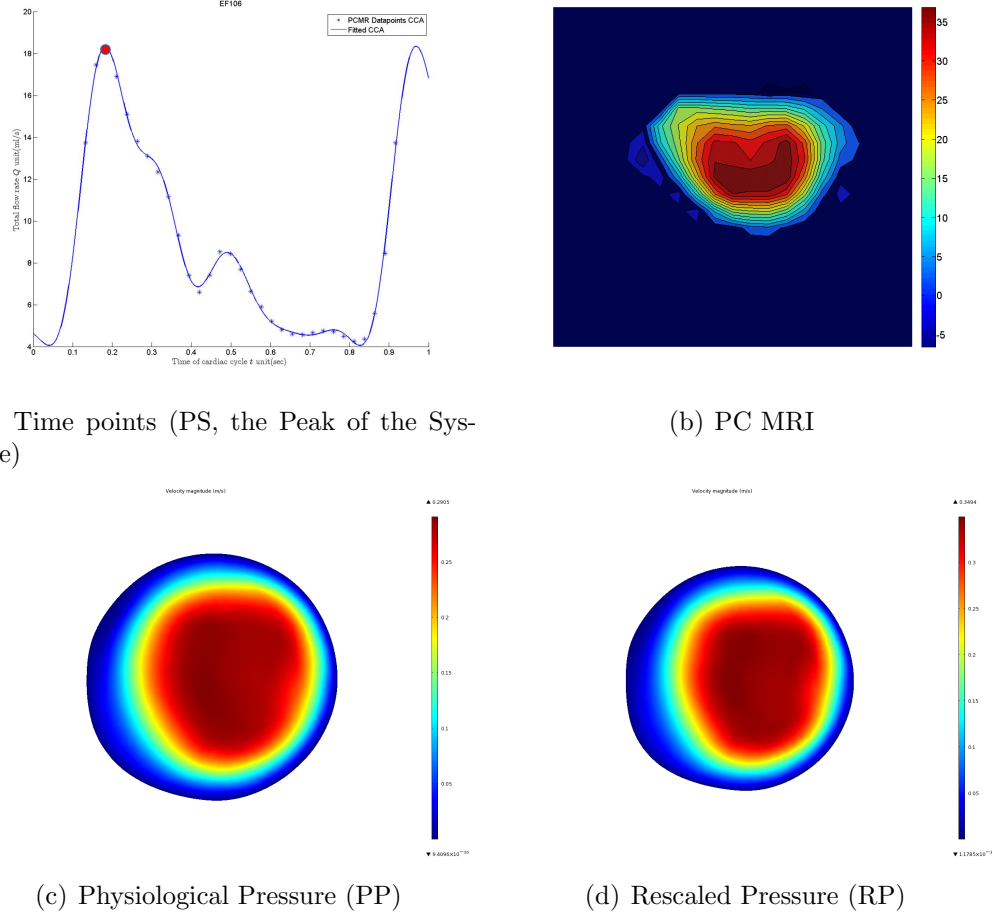 EF106
20
18
16
14
12
10
8
6
4
Total flow rate Q unit(ml/s)
PCMR Datapoints CCA
Fitted CCA
0 0.1 0.2 0.3 0.4 0.5 0.6 0.7 0.8 0.9 1
Time of cardiac cycle t unit(sec)
35
30
25
20
15
10
5
0
-5
Time points (PS, the Peak of the Sys-
e)
(b) PC MRI
Velocity magnitude (m/s)
▲ 0.2905
0.25
0.2
0.15
0.1
0.05
Velocity magnitude (m/s)
▲ 0.3494
0.3
0.25
0.2
0.15
0.1
0.05
(c) Physiological Pressure (PP)
(d) Rescaled Pressure (RP)